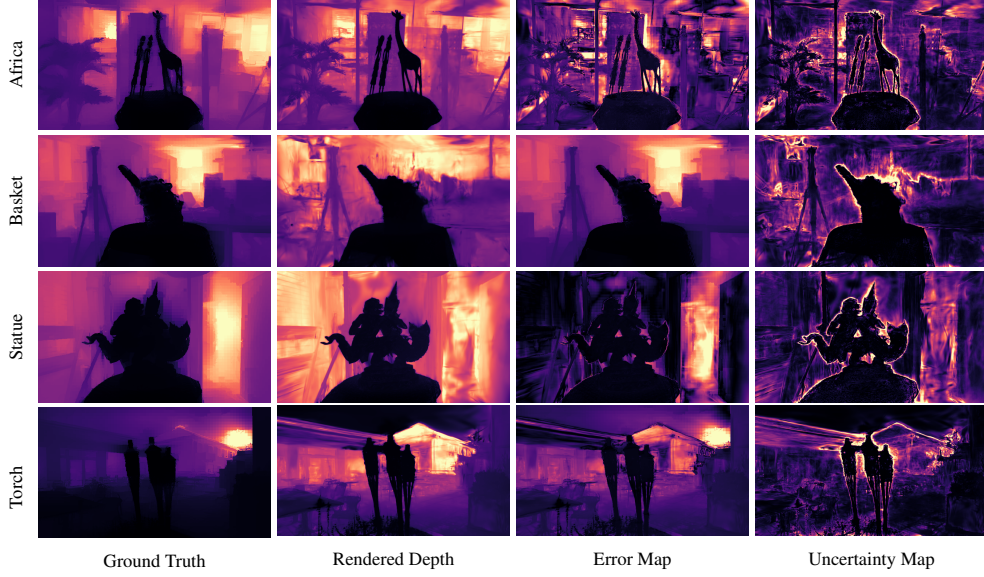 Africa
Basket
Statue
Torch
Ground Truth
Rendered Depth
Error Map
Uncertainty Map